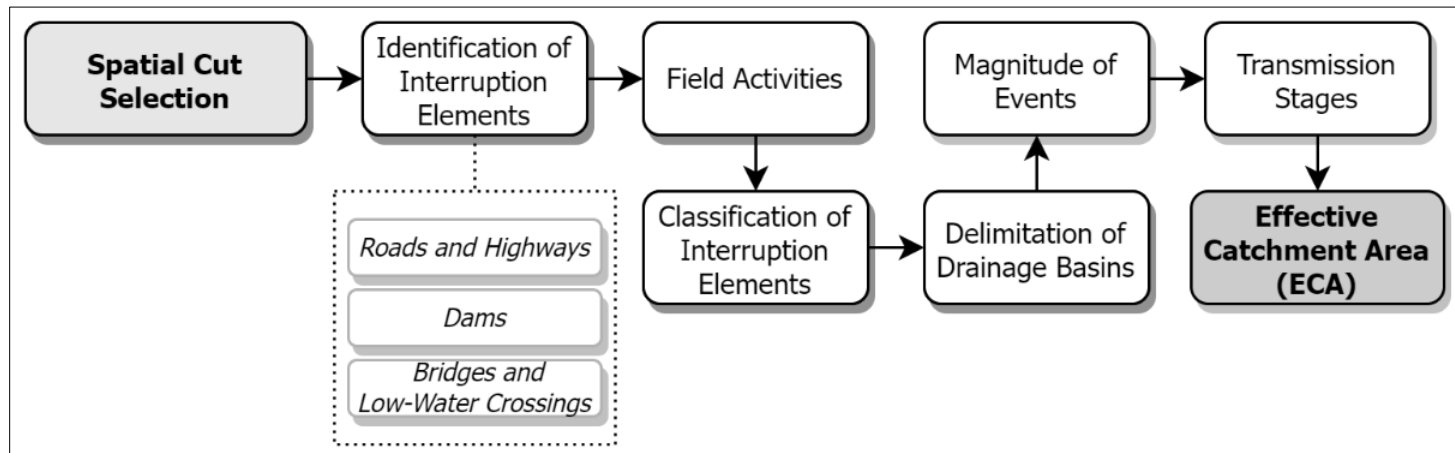 Spatial Cut
Selection
Identification of
Interruption
Elements
Field Activities
Magnitude of
Events
Transmission
Stages
Roads and Highways
Dams
Bridges and
Low-Water Crossings
Classification of
Interruption
Elements
Delimitation of
Drainage Basins
Effective
Catchment Area
(ECA)